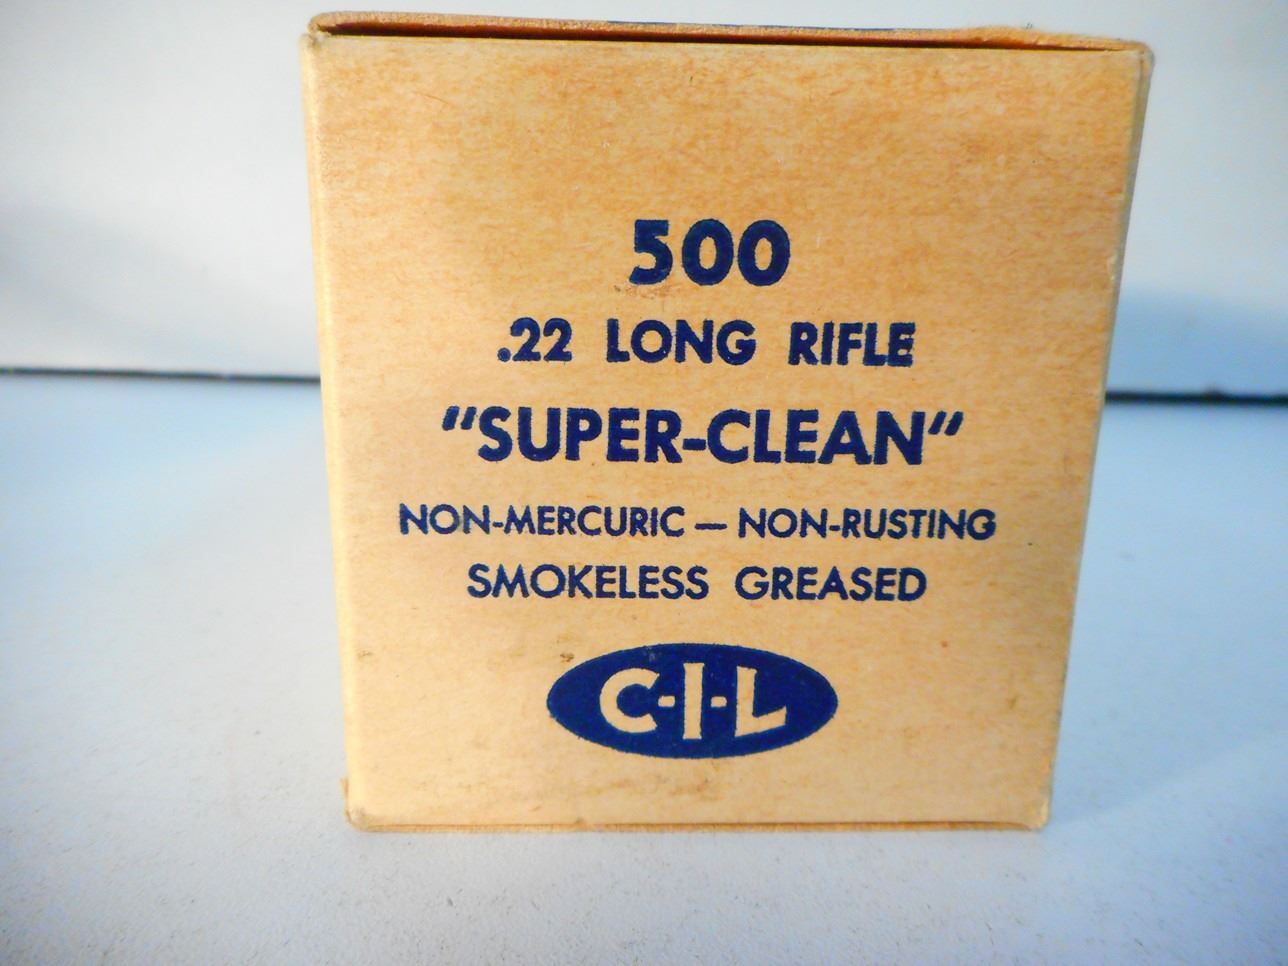 500
.22 LONG RIFLE
"SUPER-CLEAN"
NON-MERCURIC — NON-RUSTING
SMOKELESS GREASED
C-I-L